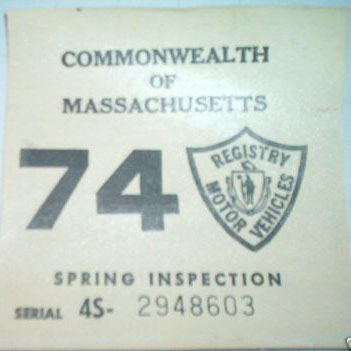 COMMONWEALTH
OF
MASSACHUSETTS
74
REGISTRY
MOTOR VEHICLES
SPRING INSPECTION
SERIAL 4S- 2948603